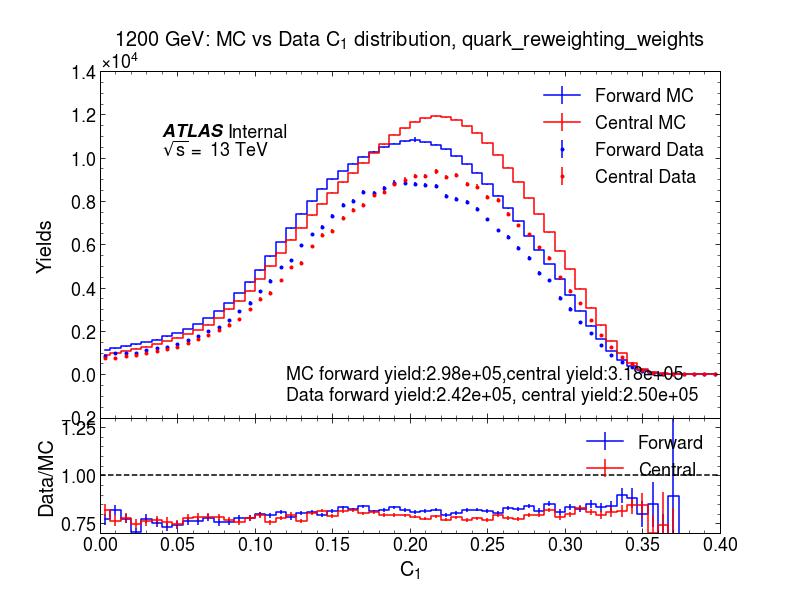 1200 GeV: MC vs Data C₁ distribution, quark_reweighting_weights
×10⁴
1.4
1.2
1.0
0.8
0.6
0.4
0.2
0.0
0.2
Yields
ATLAS Internal
√s = 13 TeV
Forward MC
Central MC
Forward Data
Central Data
MC forward yield:2.98e+05,central yield:3.18e+05
Data forward yield:2.42e+05, central yield:2.50e+05
1.25
1.00
0.75
Data/MC
Forward
Central
0.00 0.05 0.10 0.15 0.20 0.25 0.30 0.35 0.40
C₁